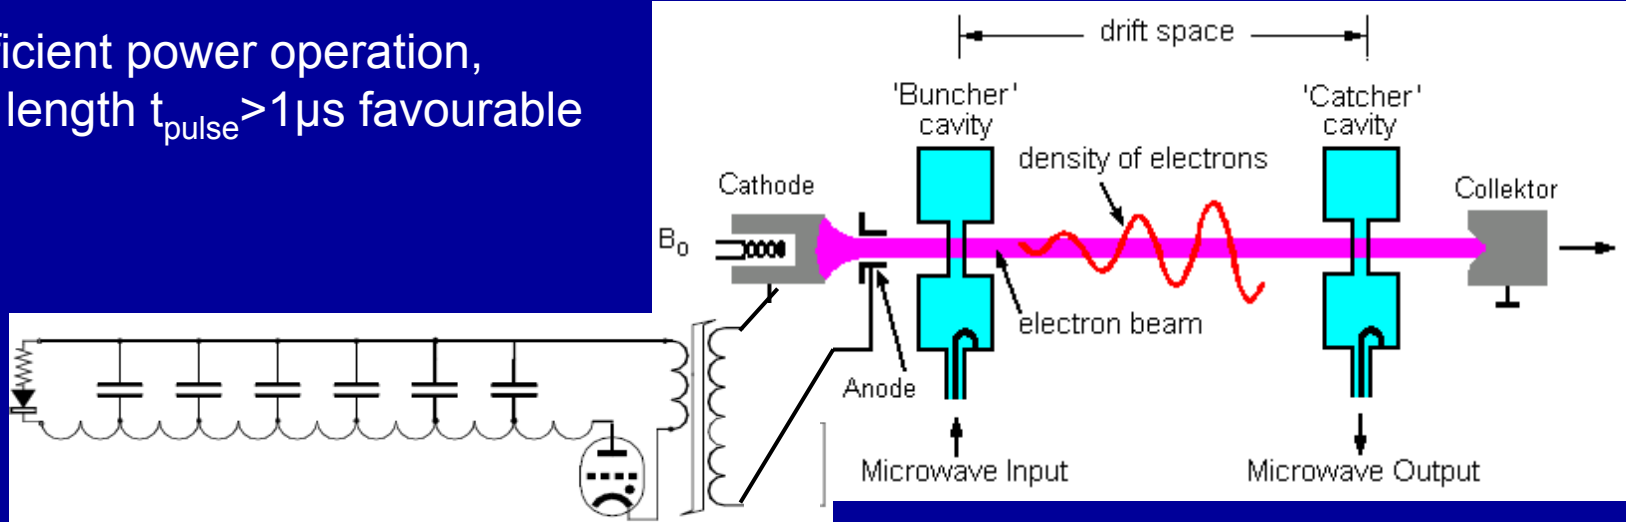 ficient power operation,
length tpulse>1µs favourable
drift space
'Buncher'
cavity
'Catcher'
cavity
density of electrons
Cathode
Collektor
B0
electron beam
Anode
Microwave Input
Microwave Output